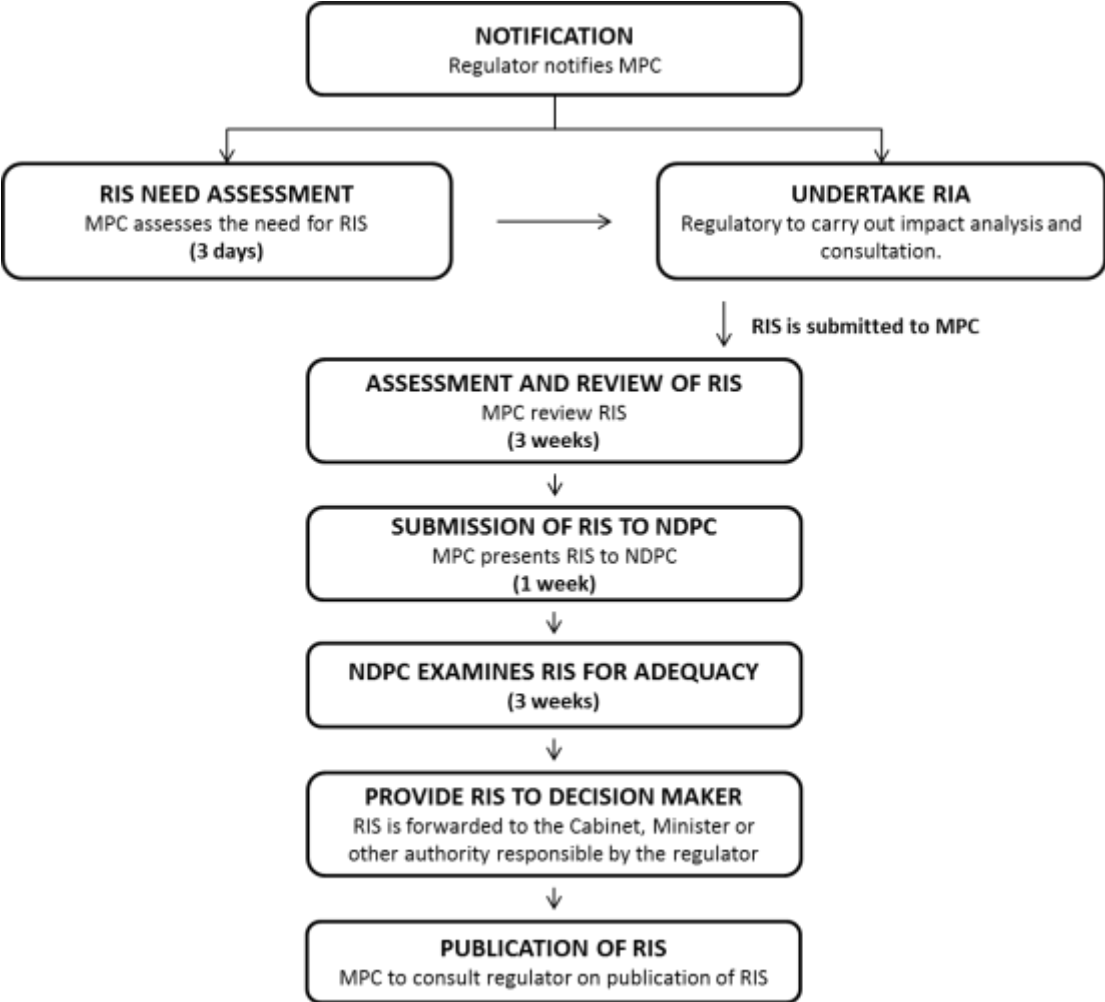 NOTIFICATION
Regulator notifies MPC
RIS NEED ASSESSMENT
MPC assesses the need for RIS
(3 days)
UNDERTAKE RIA
Regulatory to carry out impact analysis and
consultation.
RIS is submitted to MPC
ASSESSMENT AND REVIEW OF RIS
MPC review RIS
(3 weeks)
SUBMISSION OF RIS TO NDPC
MPC presents RIS to NDPC
(1 week)
NDPC EXAMINES RIS FOR ADEQUACY
(3 weeks)
PROVIDE RIS TO DECISION MAKER
RIS is forwarded to the Cabinet, Minister or
other authority responsible by the regulator
PUBLICATION OF RIS
MPC to consult regulator on publication of RIS